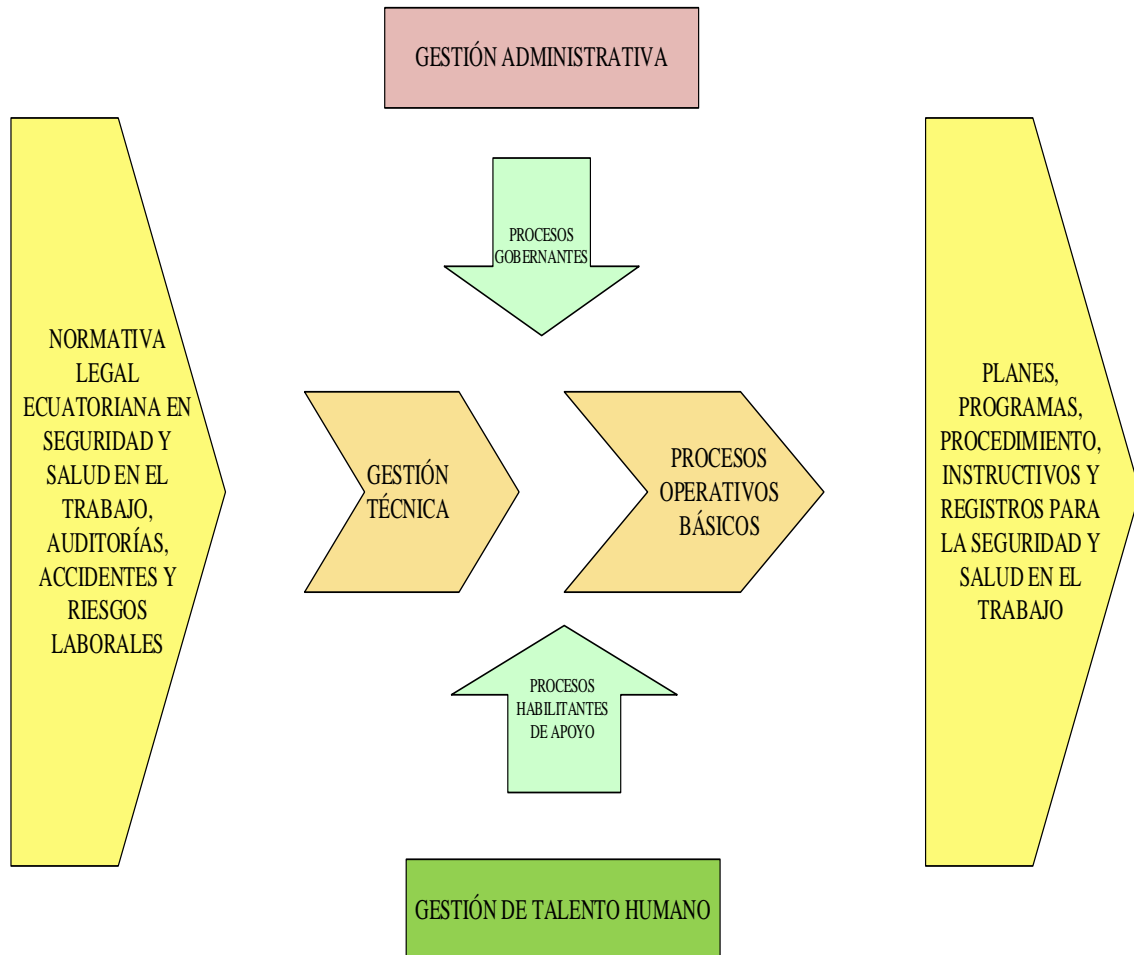 GESTIÓN ADMINISTRATIVA
PROCESOS
GOBERNANTES
NORMATIVA
LEGAL
ECUATORIANA EN
SEGURIDAD Y
SALUD EN EL
TRABAJO,
AUDITORÍAS,
ACCIDENTES Y
RIESGOS
LABORALES
GESTIÓN
TÉCNICA
PROCESOS
OPERATIVOS
BÁSICOS
PLANES,
PROGRAMAS,
PROCEDIMIENTO,
INSTRUCTIVOS Y
REGISTROS PARA
LA SEGURIDAD Y
SALUD EN EL
TRABAJO
PROCESOS
HABILITANTES
DE APOYO
GESTIÓN DE TALENTO HUMANO